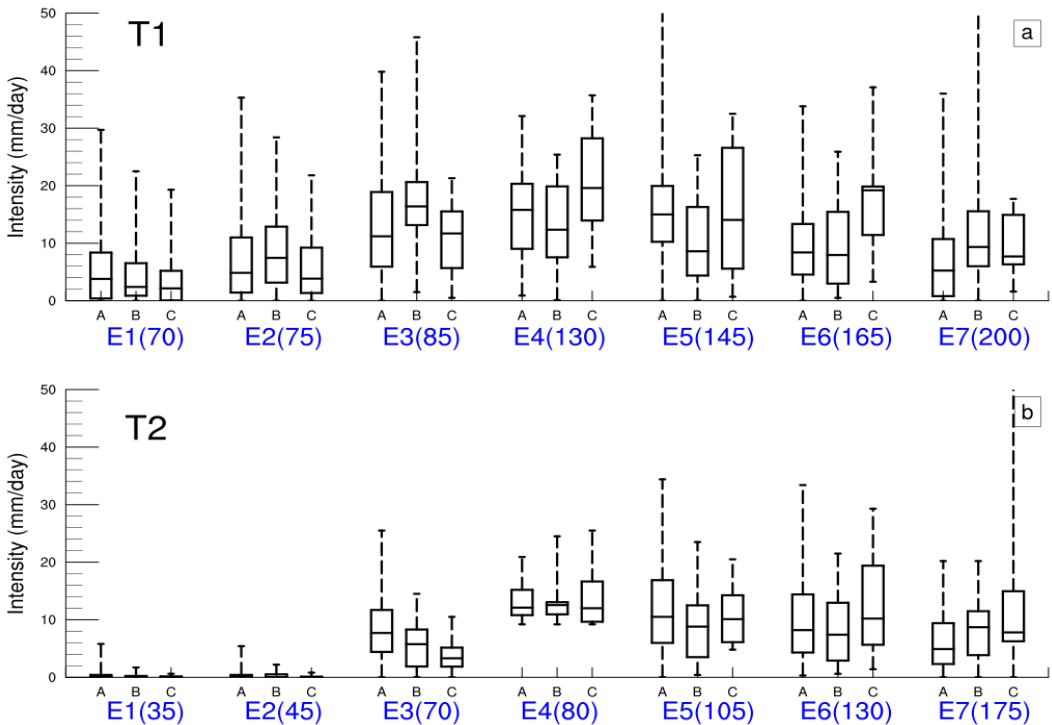 T1
a
Intensity (mm/day)
50
40
30
20
10
0
A B C A B C A B C A B C A B C A B C A B C
E1(70) E2(75) E3(85) E4(130) E5(145) E6(165) E7(200)
T2
b
Intensity (mm/day)
50
40
30
20
10
0
A B C A B C A B C A B C A B C A B C A B C
E1(35) E2(45) E3(70) E4(80) E5(105) E6(130) E7(175)